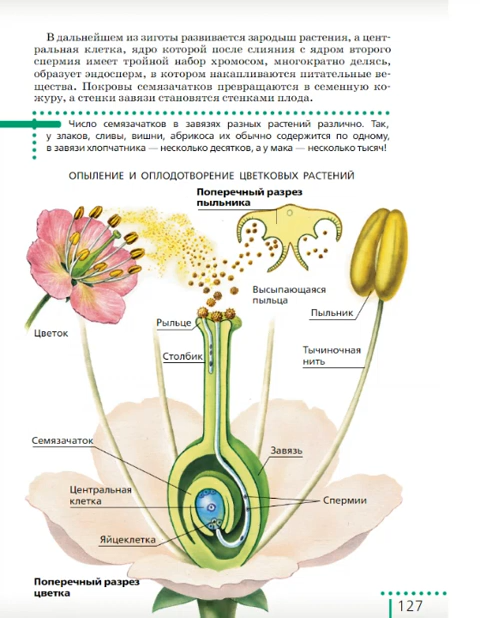 В дальнейшем из зиготы развивается зародыш растения, а цент-
ральная клетка, ядро которой после слияния с ядром второго
спермия имеет тройной набор хромосом, многократно делясь,
образует эндосперм, в котором накапливаются питательные ве-
щества. Покровы семязачатков превращаются в семенную ко-
журу, а стенки завязи становятся стенками плода.
Число семязачатков в завязях разных растений различно. Так,
у злаков, сливы, вишни, абрикоса их обычно содержится по одному,
в завязи хлопчатника — несколько десятков, а у мака — несколько тысяч!
ОПЫЛЕНИЕ И ОПЛОДОТВОРЕНИЕ ЦВЕТКОВЫХ РАСТЕНИЙ
Поперечный разрез
пыльника
Высыпающаяся
пыльца
Пыльник
Цветок
Рыльце
Столбик
Тычиночная
нить
Семязачаток
Завязь
Центральная
клетка
Спермии
Яйцеклетка
Поперечный разрез
цветка
127